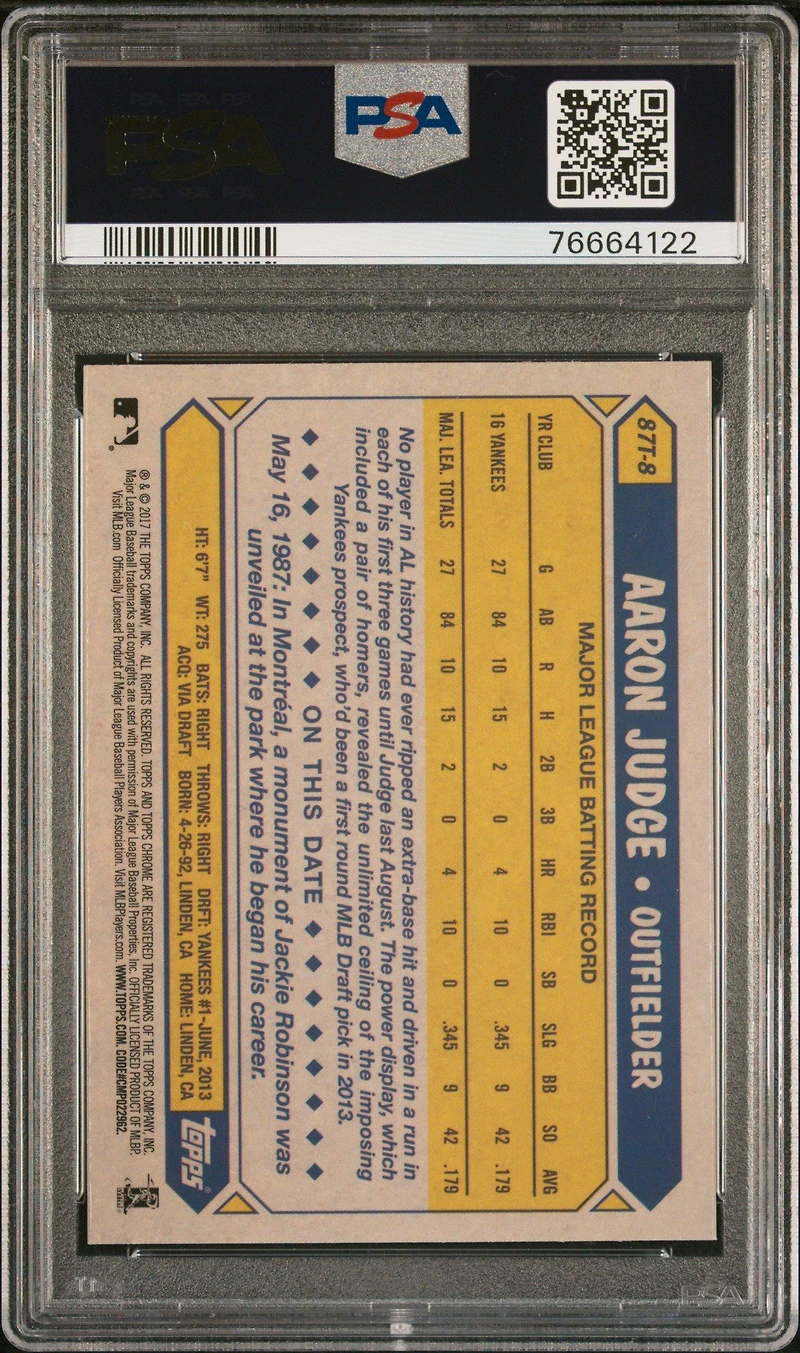 PSA
PSA
76664122
87T-8
AARON JUDGE • OUTFIELDER
MAJOR LEAGUE BATTING RECORD
YR CLUB G AB R H 2B 3B HR RBI SB SLG BB SO AVG
16 YANKEES 27 84 10 15 2 0 4 10 0 .345 9 42 .179
MAJ. LEA. TOTALS 27 84 10 15 2 0 4 10 0 .345 9 42 .179
No player in AL history had ever ripped an extra-base hit and driven in a run in
each of his first three games until Judge last August. The power display, which
included a pair of homers, revealed the unlimited ceiling of the imposing
Yankees prospect, who'd been a first round MLB Draft pick in 2013.
◆ ◆ ◆ ◆ ◆ ◆ ◆ ◆ ON THIS DATE ◆ ◆ ◆ ◆ ◆ ◆ ◆ ◆
May 16, 1987: In Montréal, a monument of Jackie Robinson was
unveiled at the park where he began his career.
HT: 6'7" WT: 275 BATS: RIGHT THROWS: RIGHT DRFT: YANKEES #1-JUNE, 2013
ACQ: VIA DRAFT BORN: 4-26-92, LINDEN, CA HOME: LINDEN, CA
topps®
® & © 2017 THE TOPPS COMPANY, INC. ALL RIGHTS RESERVED. TOPPS AND TOPPS CHROME ARE REGISTERED TRADEMARKS OF THE TOPPS COMPANY, INC.
Major League Baseball trademarks and copyrights are used with permission of Major League Baseball Properties, Inc. OFFICIALLY LICENSED PRODUCT OF MLBP.
Visit MLB.com Officially Licensed Product of Major League Baseball Players Association. Visit MLBPlayers.com. WWW.TOPPS.COM. CODE#CMP022962.
PSA